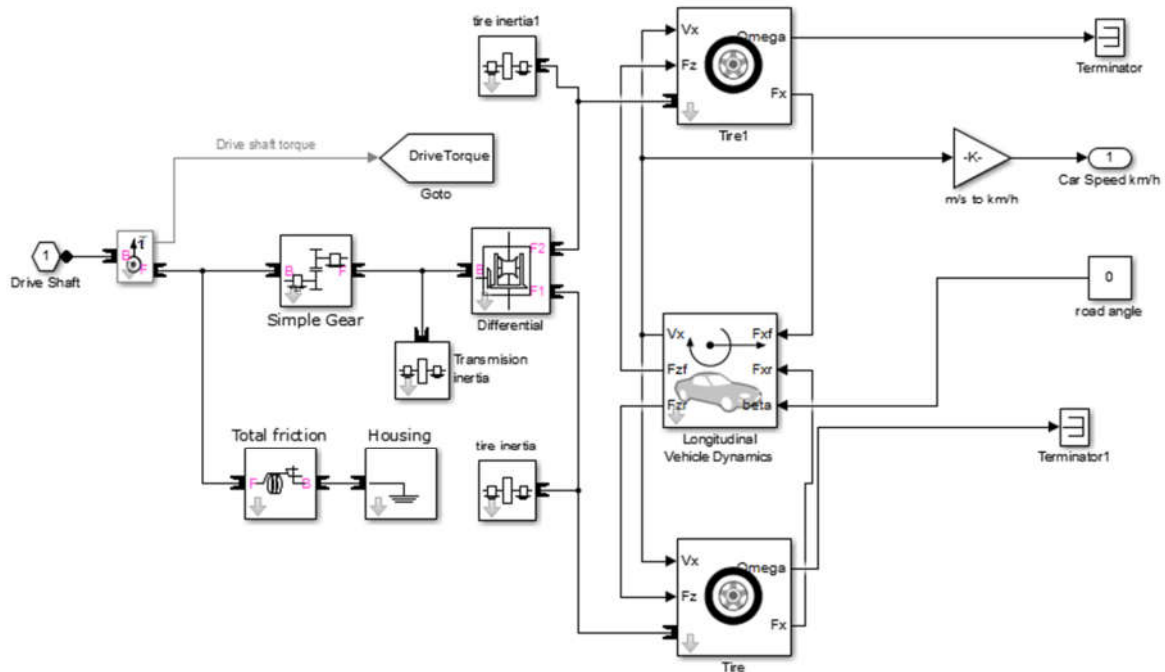 tire inertia1
Vx
Omega
Fz
Fx
Tire1
Terminator
Drive shaft torque
DriveTorque
Goto
-K-
m/s to km/h
1
Car Speed km/h
1
Drive Shaft
B
F
T
B
F
Simple Gear
B
F2
F1
Differential
Transmision
inertia
0
road angle
Vx
Fxf
Fzf
Fxr
Fzr
beta
Longitudinal
Vehicle Dynamics
Total friction
F
B
Housing
tire inertia
Terminator1
Vx
Omega
Fz
Fx
Tire